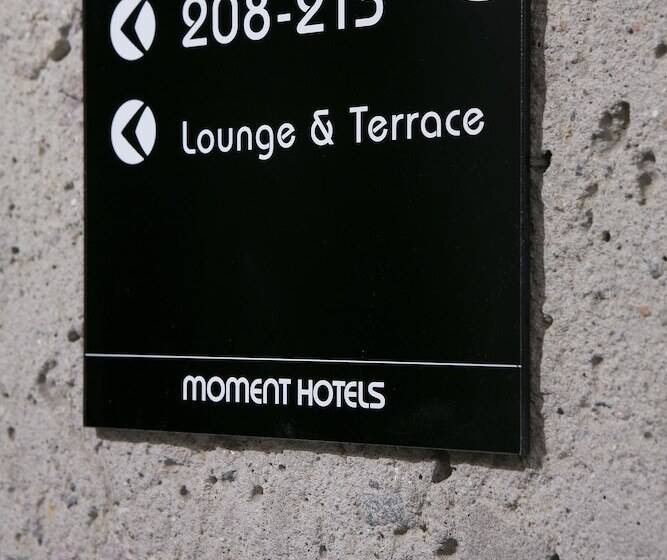 208-215
Lounge & Terrace
MOMENT HOTELS